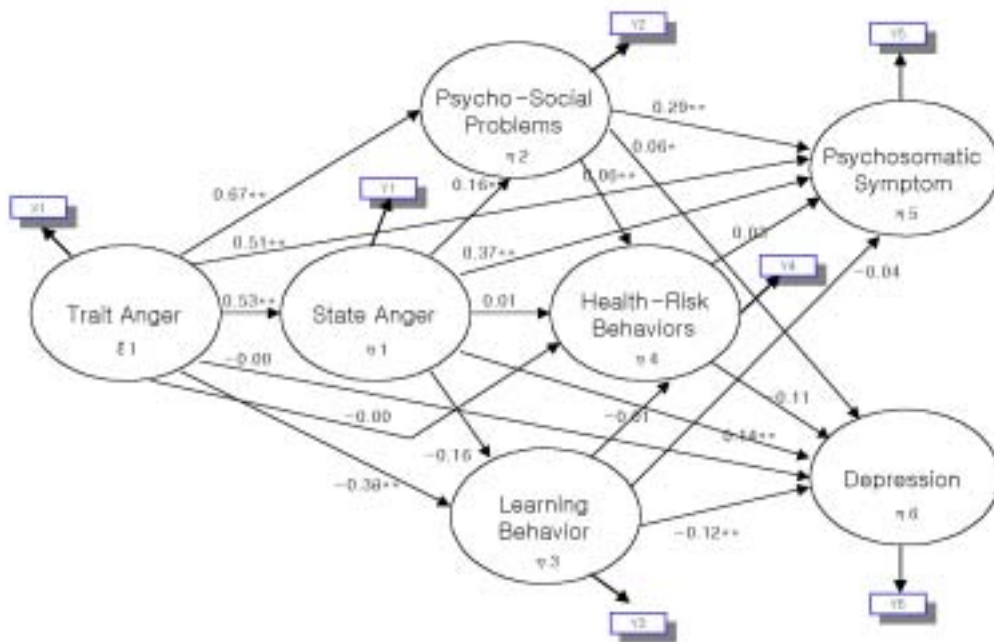 Y2
Y5
Psycho-Social
Problems
η2
0.29**
0.06*
Psychosomatic
Symptom
η5
X1
Y1
0.67**
0.16*
0.06**
0.51**
0.37**
0.03
Y4
-0.04
Trait Anger
ξ1
0.53**
State Anger
η1
0.01
Health-Risk
Behaviors
η4
-0.00
-0.00
-0.01
-0.11
0.14**
-0.16
-0.38**
Learning
Behavior
η3
-0.12**
Depression
η6
Y3